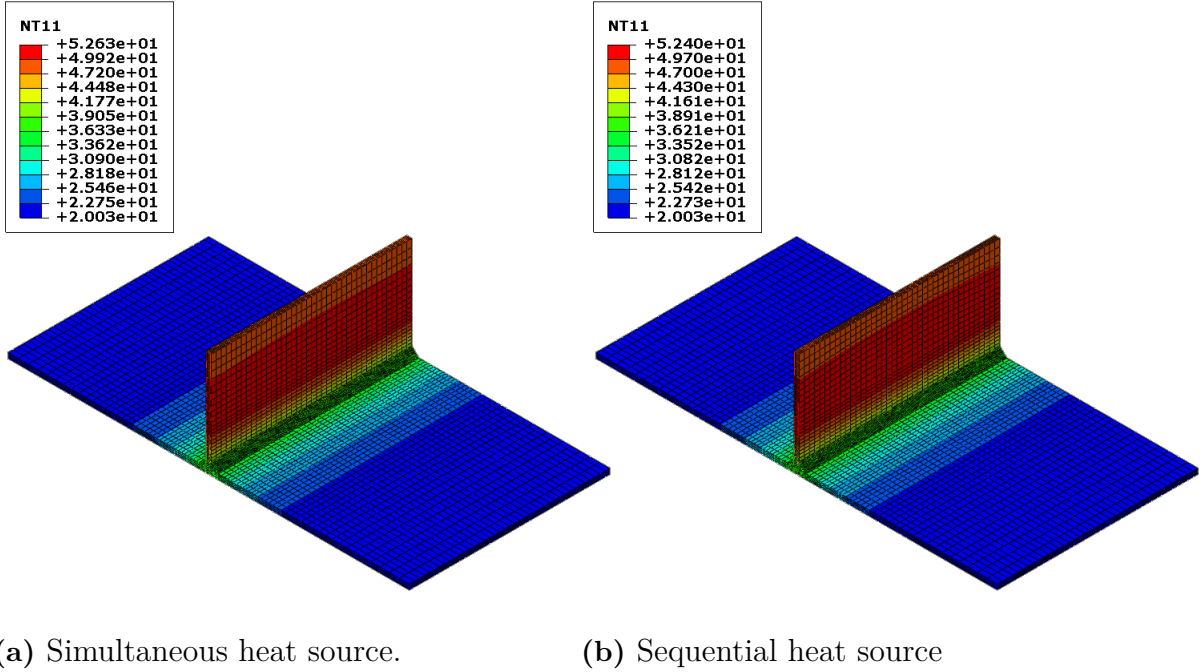 NT11
+5.263e+01
+4.992e+01
+4.720e+01
+4.448e+01
+4.177e+01
+3.905e+01
+3.633e+01
+3.362e+01
+3.090e+01
+2.818e+01
+2.546e+01
+2.275e+01
+2.003e+01
NT11
+5.240e+01
+4.970e+01
+4.700e+01
+4.430e+01
+4.161e+01
+3.891e+01
+3.621e+01
+3.352e+01
+3.082e+01
+2.812e+01
+2.542e+01
+2.273e+01
+2.003e+01
(a) Simultaneous heat source.
(b) Sequential heat source